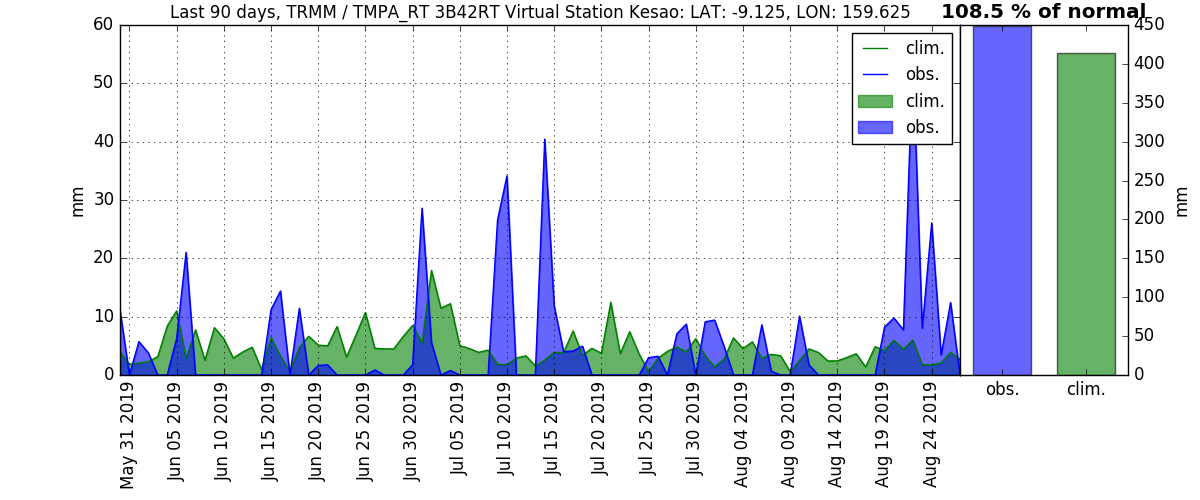 Last 90 days, TRMM / TMPA_RT 3B42RT Virtual Station Kesao: LAT: -9.125, LON: 159.625
108.5 % of normal
60
50
40
30
20
10
0
mm
clim.
obs.
clim.
obs.
450
400
350
300
250
200
150
100
50
0
mm
May 31 2019
Jun 05 2019
Jun 10 2019
Jun 15 2019
Jun 20 2019
Jun 25 2019
Jun 30 2019
Jul 05 2019
Jul 10 2019
Jul 15 2019
Jul 20 2019
Jul 25 2019
Jul 30 2019
Aug 04 2019
Aug 09 2019
Aug 14 2019
Aug 19 2019
Aug 24 2019
obs.
clim.